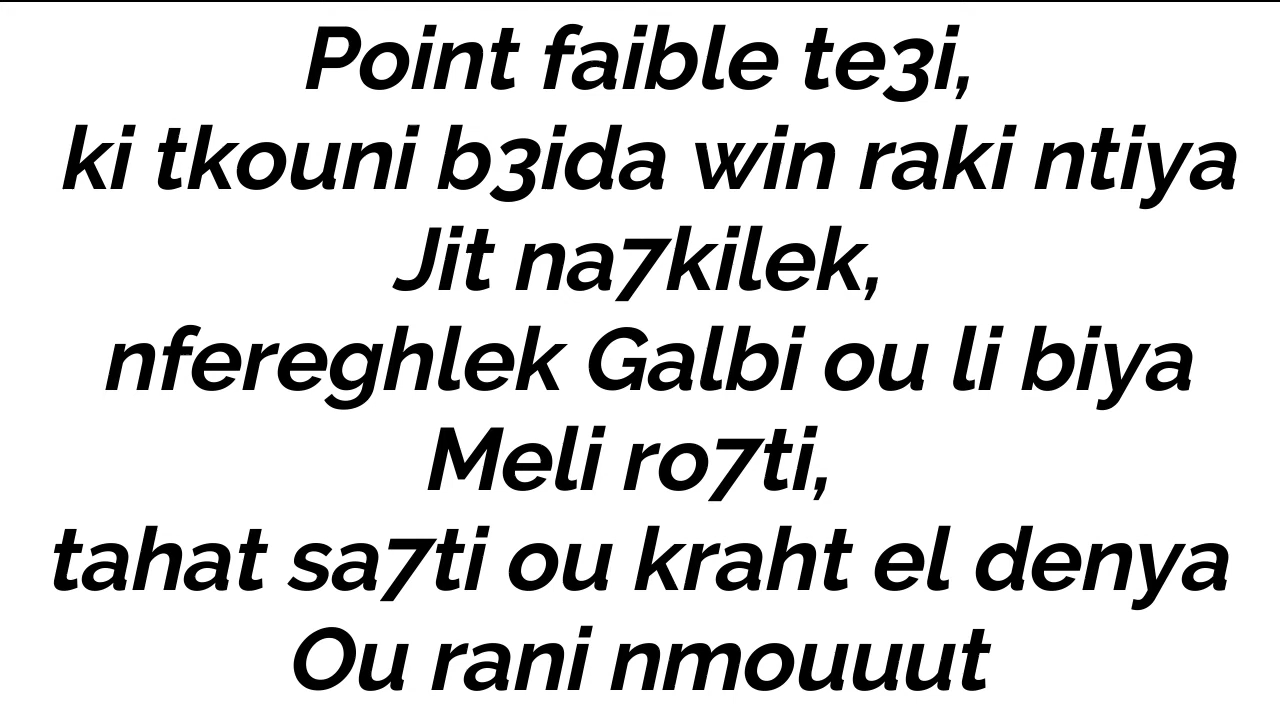 Point faible te3i,
ki tkouni b3ida win raki ntiya
Jit na7kilek,
nfereghlek Galbi ou li biya
Meli ro7ti,
tahat sa7ti ou kraht el denya
Ou rani nmouuut